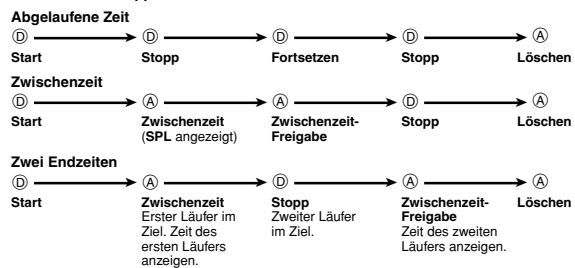 Abgelaufene Zeit
Ⓓ Ⓓ Ⓓ Ⓓ Ⓐ
Start Stopp Fortsetzen Stopp Löschen
Zwischenzeit
Ⓓ Ⓐ Ⓐ Ⓓ Ⓐ
Start Zwischenzeit Zwischenzeit- Stopp Löschen
(SPL angezeigt) Freigabe
Zwei Endzeiten
Ⓓ Ⓐ Ⓓ Ⓐ Ⓐ
Start Zwischenzeit Stopp Zwischenzeit- Löschen
Erster Läufer im Zweiter Läufer Freigabe
Ziel. Zeit des im Ziel. Zeit des zweiten
ersten Läufers Läufers anzeigen.
anzeigen.